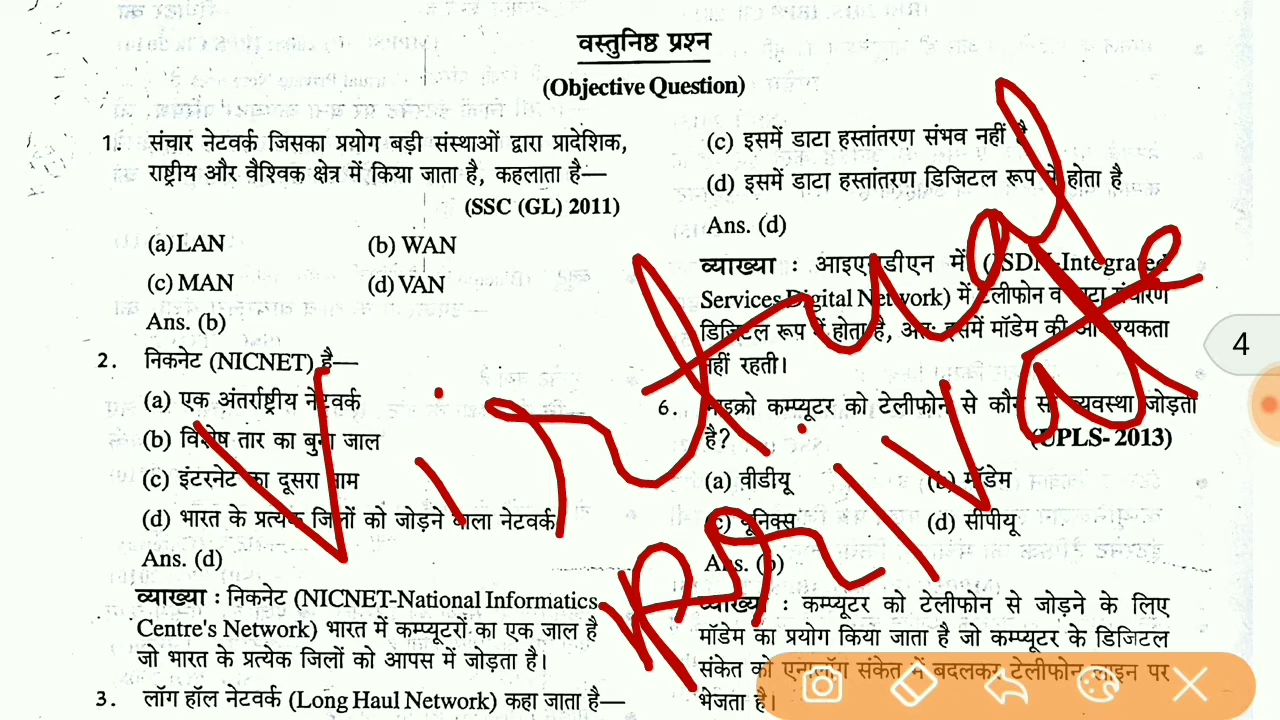 वस्तुनिष्ठ प्रश्न
(Objective Question)
1. संचार नेटवर्क जिसका प्रयोग बड़ी संस्थाओं द्वारा प्रादेशिक,
राष्ट्रीय और वैश्विक क्षेत्र में किया जाता है, कहलाता है—
(SSC (GL) 2011)
(a) LAN (b) WAN
(c) MAN (d) VAN
Ans. (b)
2. निकनेट (NICNET) है—
(a) एक अंतर्राष्ट्रीय नेटवर्क
(b) विशेष तार का बुना जाल
(c) इंटरनेट का दूसरा नाम
(d) भारत के प्रत्येक जिलों को जोड़ने वाला नेटवर्क
Ans. (d)
व्याख्या : निकनेट (NICNET-National Informatics
Centre's Network) भारत में कम्प्यूटरों का एक जाल है
जो भारत के प्रत्येक जिलों को आपस में जोड़ता है।
3. लॉग हॉल नेटवर्क (Long Haul Network) कहा जाता है—
(c) इसमें डाटा हस्तांतरण संभव नहीं है
(d) इसमें डाटा हस्तांतरण डिजिटल रूप से होता है
Ans. (d)
व्याख्या : आइएसडीएन में (ISDN-Integrated
Services Digital Network) में टेलीफोन व डाटा संचारण
डिजिटल रूप में होता है, अतः इसमें मॉडेम की आवश्यकता
नहीं रहती।
6. माइक्रो कम्प्यूटर को टेलीफोन से कौन सी व्यवस्था जोड़ता
है?
(UPLS- 2013)
(a) वीडीयू (b) मॉडेम
(c) यूनिक्स (d) सीपीयू
Ans. (b)
व्याख्या : कम्प्यूटर को टेलीफोन से जोड़ने के लिए
मॉडेम का प्रयोग किया जाता है जो कम्प्यूटर के डिजिटल
संकेत को एनालॉग संकेत में बदलकर टेलीफोन लाइन पर
भेजता है।
Virtual
Private
4